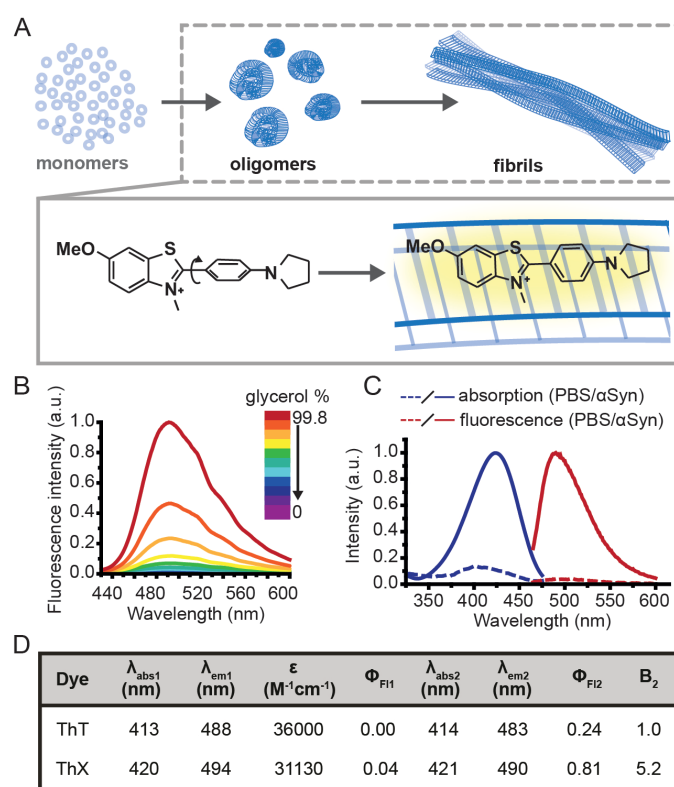 A
monomers
oligomers
fibrils
MeO
S
N
N+
MeO
S
N
N+
B
glycerol %
99.8
0
Fluorescence intensity (a.u.)
1.0
0.8
0.6
0.4
0.2
0.0
440 480 520 560 600
Wavelength (nm)
C
absorption (PBS/αSyn)
fluorescence (PBS/αSyn)
Intensity (a.u.)
1.0
0.8
0.6
0.4
0.2
0.0
350 400 450 500 550 600
Wavelength (nm)
D
Dye λabs1 (nm) λem1 (nm) ε (M-1cm-1) ΦFl1 λabs2 (nm) λem2 (nm) ΦFl2 B2
ThT 413 488 36000 0.00 414 483 0.24 1.0
ThX 420 494 31130 0.04 421 490 0.81 5.2